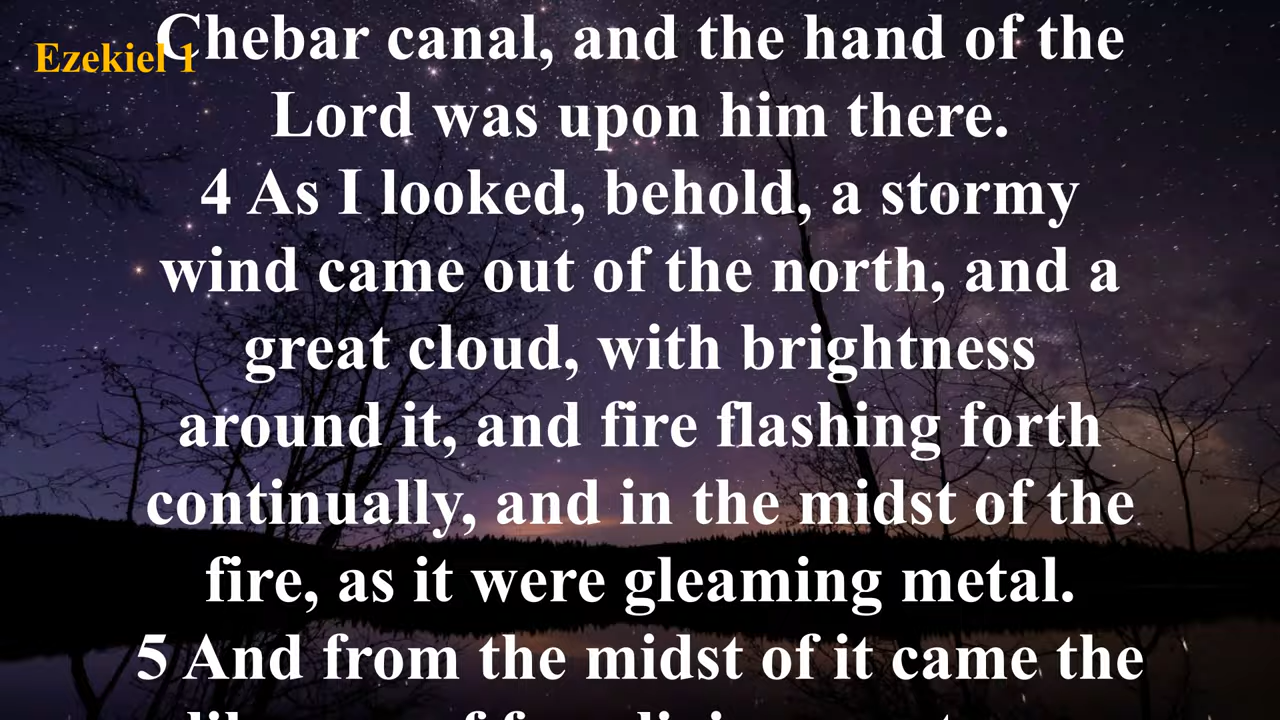 Ezekiel 1
Chebar canal, and the hand of the
Lord was upon him there.
4 As I looked, behold, a stormy
wind came out of the north, and a
great cloud, with brightness
around it, and fire flashing forth
continually, and in the midst of the
fire, as it were gleaming metal.
5 And from the midst of it came the